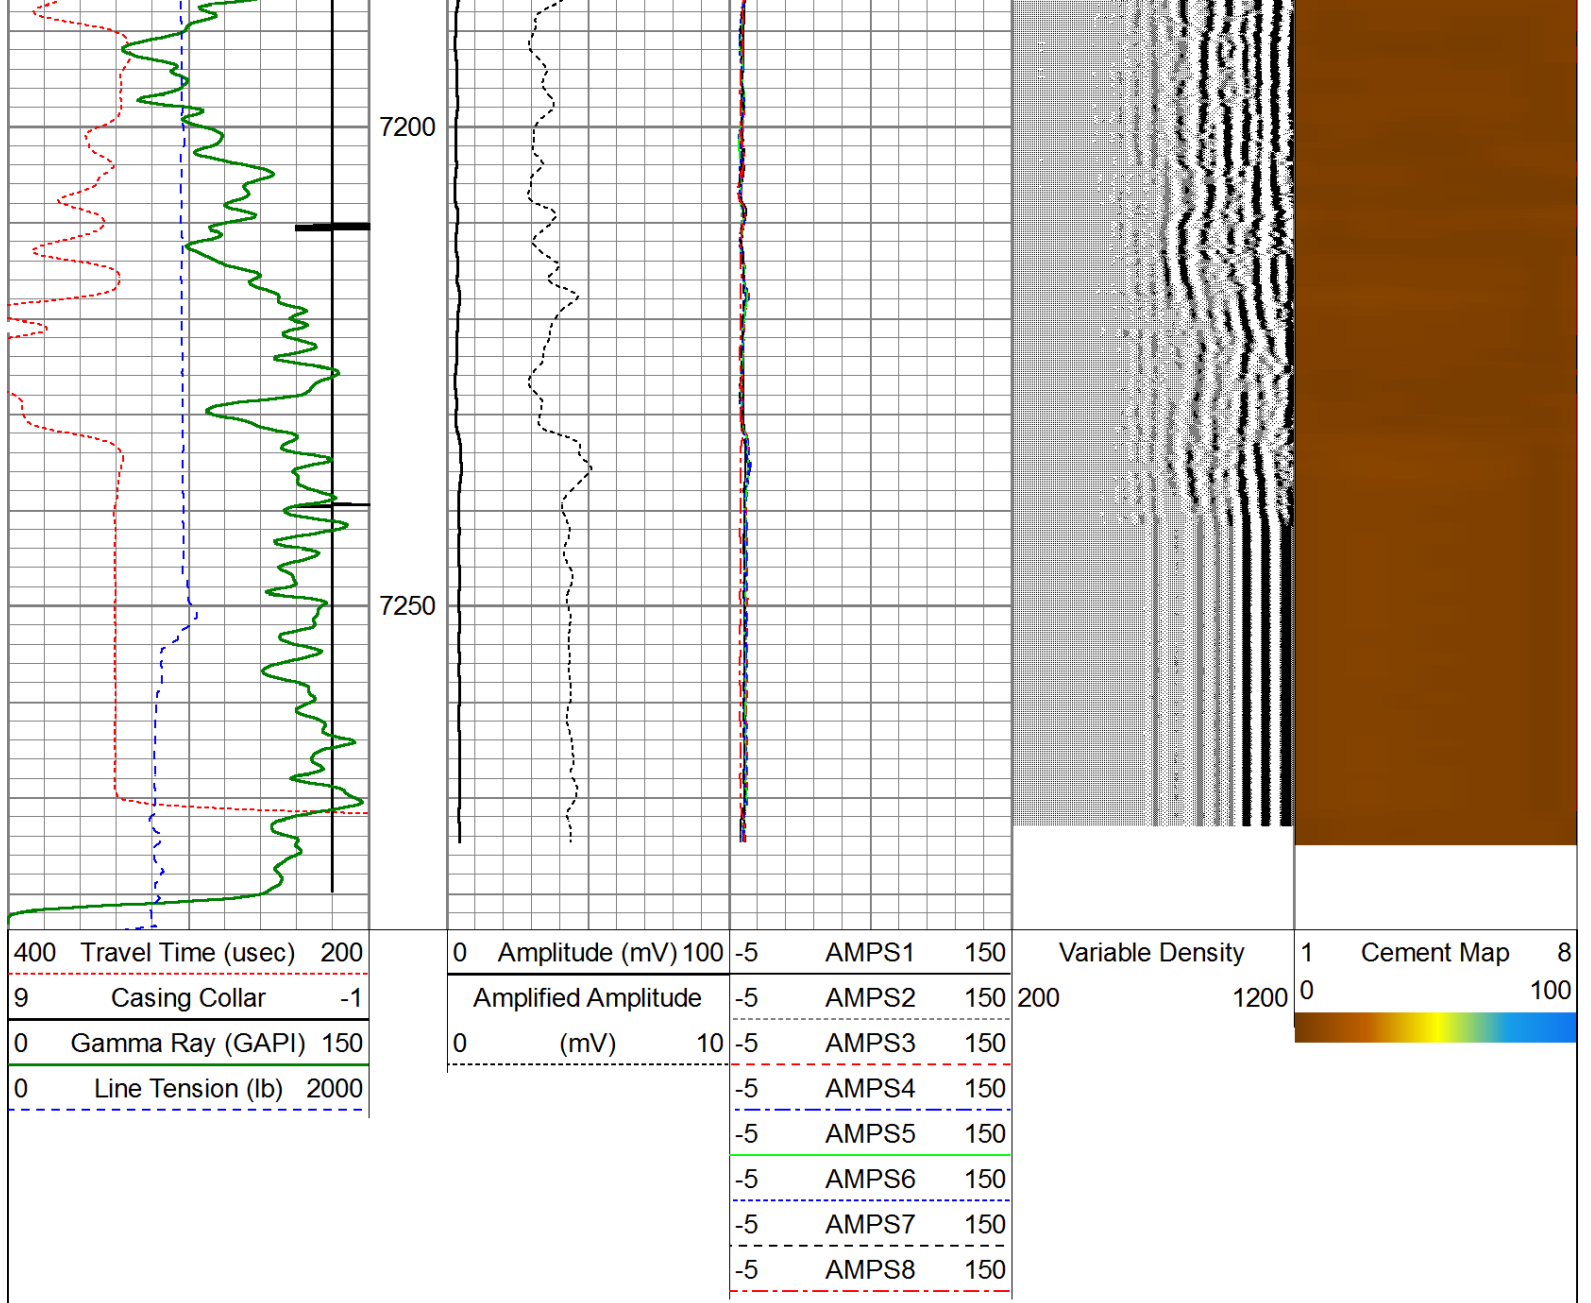 7200
7250
400 Travel Time (usec) 200
9 Casing Collar -1
0 Gamma Ray (GAPI) 150
0 Line Tension (lb) 2000
0 Amplitude (mV) 100
Amplified Amplitude
0 (mV) 10
-5 AMPS1 150
-5 AMPS2 150
-5 AMPS3 150
-5 AMPS4 150
-5 AMPS5 150
-5 AMPS6 150
-5 AMPS7 150
-5 AMPS8 150
Variable Density
200 1200
1 Cement Map 8
0 100